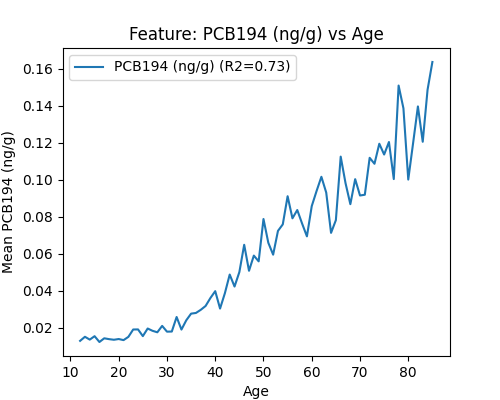 Feature: PCB194 (ng/g) vs Age
PCB194 (ng/g) (R2=0.73)
Mean PCB194 (ng/g)
0.16
0.14
0.12
0.10
0.08
0.06
0.04
0.02
10 20 30 40 50 60 70 80
Age